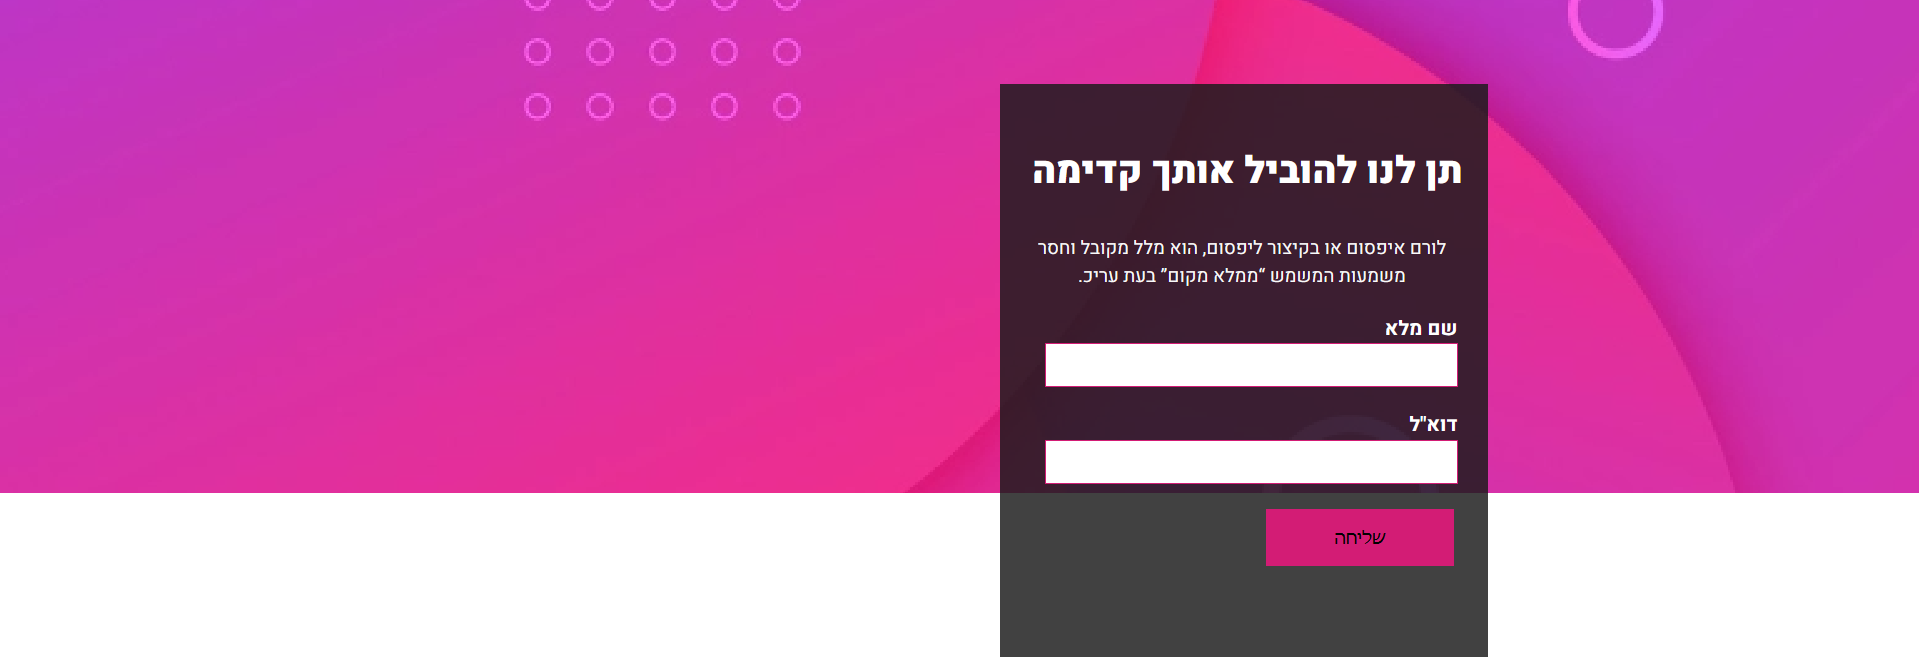 תן לנו להוביל אותך קדימה
לורם איפסום או בקיצור ליפסום, הוא מלל מקובל וחסר
משמעות המשמש “ממלא מקום” בעת עריכ.
שם מלא
דוא"ל
שליחה